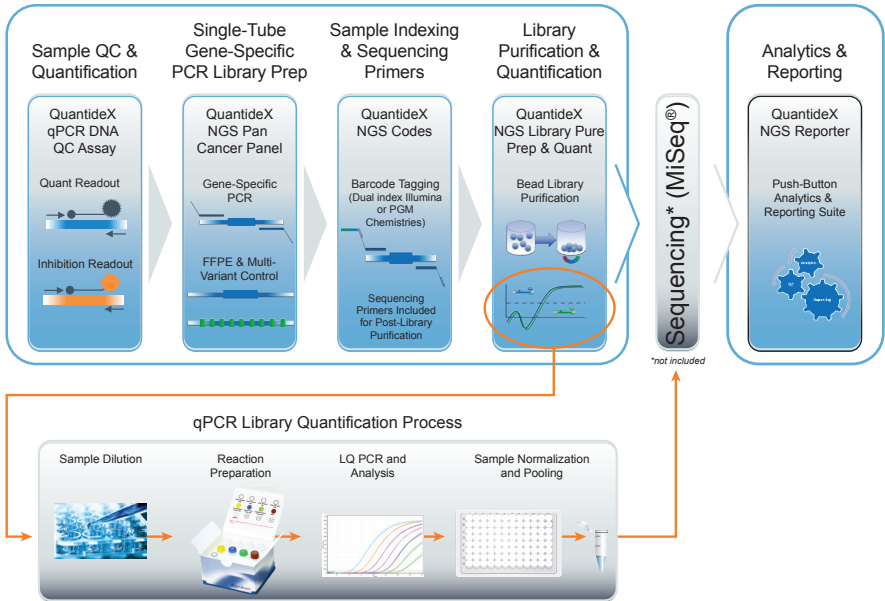 Sample QC &
Quantification
Single-Tube
Gene-Specific
PCR Library Prep
Sample Indexing
& Sequencing
Primers
Library
Purification &
Quantification
Analytics &
Reporting
QuantideX
qPCR DNA
QC Assay
Quant Readout
Inhibition Readout
QuantideX
NGS Pan
Cancer Panel
Gene-Specific
PCR
FFPE & Multi-
Variant Control
QuantideX
NGS Codes
Barcode Tagging
(Dual index Illumina
or PGM
Chemistries)
Sequencing
Primers Included
for Post-Library
Purification
QuantideX
NGS Library Pure
Prep & Quant
Bead Library
Purification
Sequencing* (MiSeq®)
*not included
QuantideX
NGS Reporter
Push-Button
Analytics &
Reporting Suite
Analytics
QC
Reporting
qPCR Library Quantification Process
Sample Dilution
Reaction
Preparation
LQ PCR and
Analysis
Sample Normalization
and Pooling